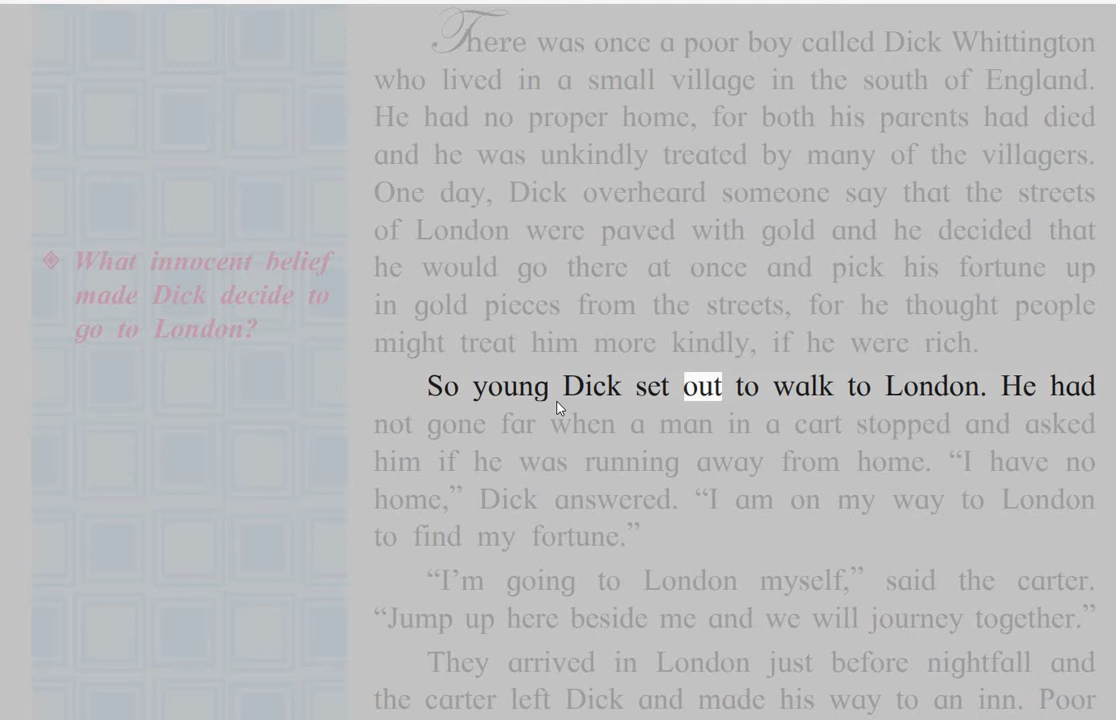 There was once a poor boy called Dick Whittington
who lived in a small village in the south of England.
He had no proper home, for both his parents had died
and he was unkindly treated by many of the villagers.
One day, Dick overheard someone say that the streets
of London were paved with gold and he decided that
he would go there at once and pick his fortune up
in gold pieces from the streets, for he thought people
might treat him more kindly, if he were rich.
What innocent belief
made Dick decide to
go to London?
So young Dick set out to walk to London. He had
not gone far when a man in a cart stopped and asked
him if he was running away from home. “I have no
home,” Dick answered. “I am on my way to London
to find my fortune.”
“I’m going to London myself,” said the carter.
“Jump up here beside me and we will journey together.”
They arrived in London just before nightfall and
the carter left Dick and made his way to an inn. Poor